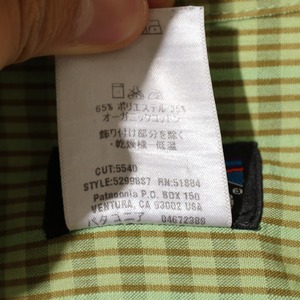 65% ポリエステル 35%
オーガニックコットン
飾り付け部分を除く
・乾燥機-低温
CUT:5540
STYLE:5299887 RN:51884
Patagonia P.O. BOX 150
VENTURA, CA 93002 USA
パタゴニア 04672389